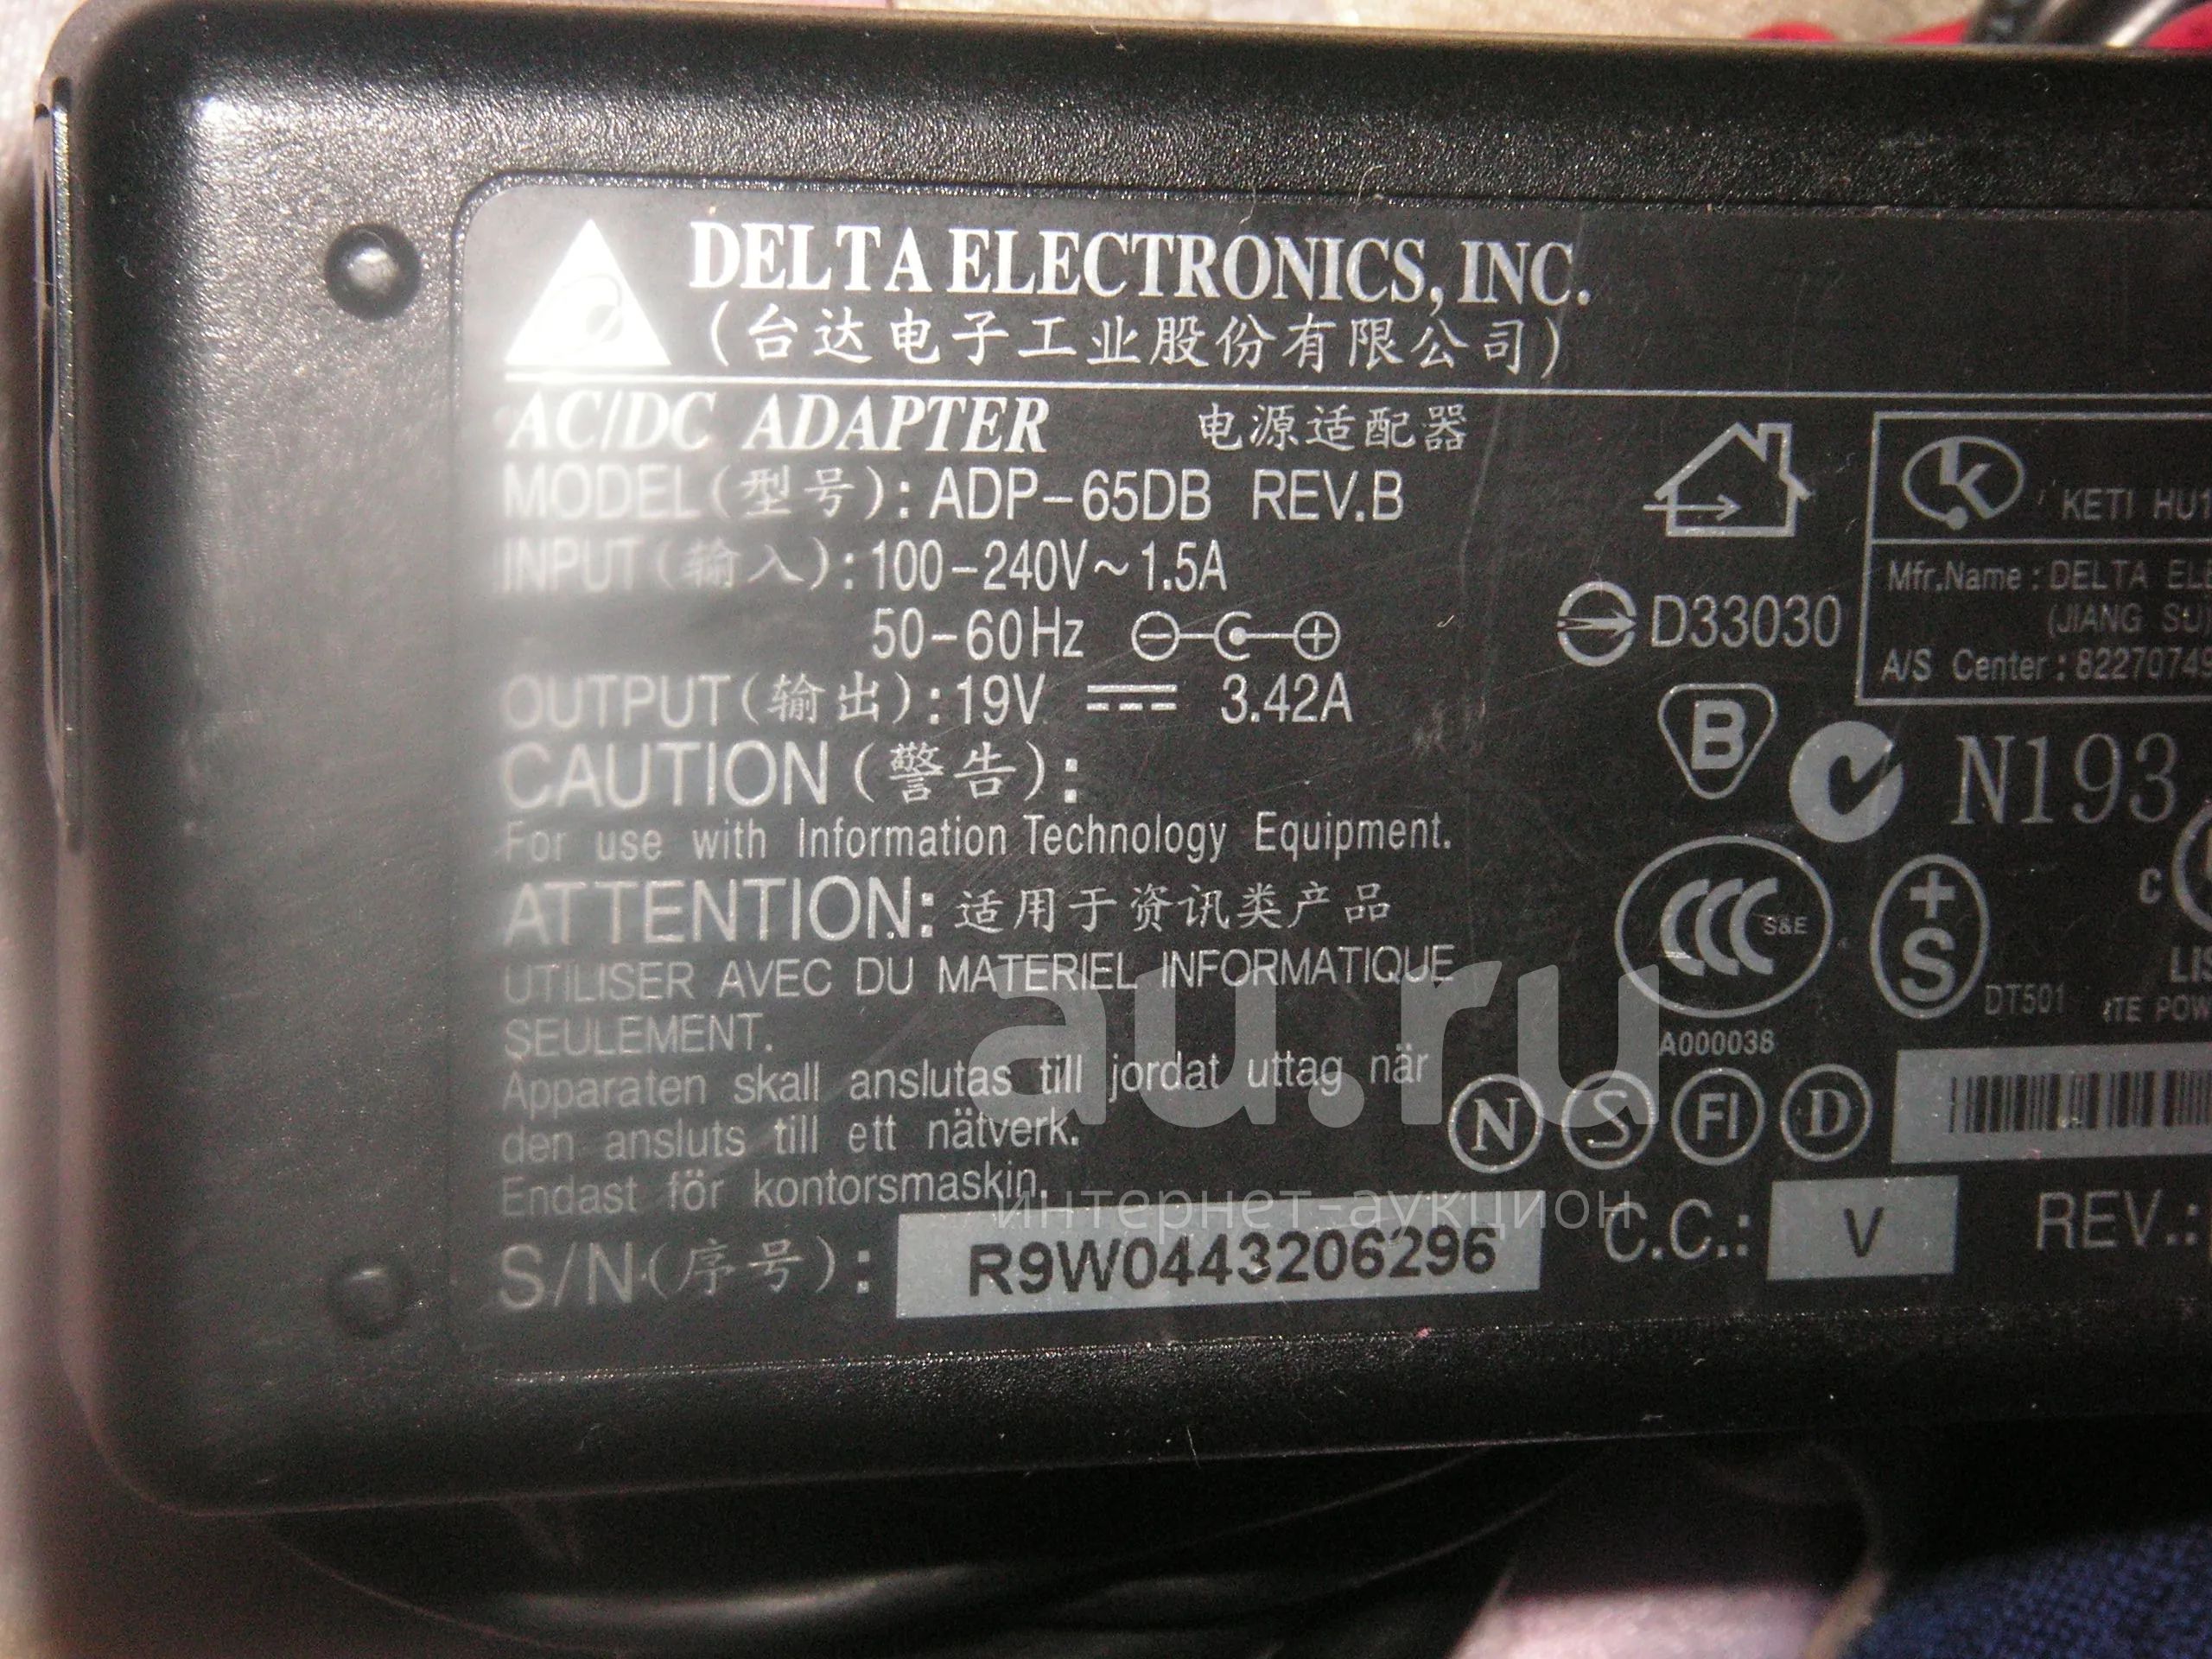 DELTA ELECTRONICS, INC.
(台达电子工业股份有限公司)
AC/DC ADAPTER 电源适配器
MODEL(型号): ADP-65DB REV.B
INPUT(输入): 100-240V~1.5A
50-60Hz
OUTPUT(输出): 19V 3.42A
CAUTION(警告):
For use with Information Technology Equipment.
ATTENTION: 适用于资讯类产品
UTILISER AVEC DU MATERIEL INFORMATIQUE
SEULEMENT.
Apparaten skall anslutas till jordat uttag när
den ansluts till ett nätverk.
Endast för kontorsmaskin.
S/N(序号): R9W0443206296
C.C.: V
REV.:
KETI
Mfr.Name: DELTA
(JIANG
A/S Center: 8227074
D33030
B
N193
CCC S&E
+S
DT501
C
ITE
A000038
N S FI D
au.ru
интернет-аукцион